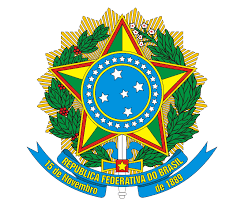 REPÚBLICA FEDERATIVA DO BRASIL
15 de Novembro de 1889